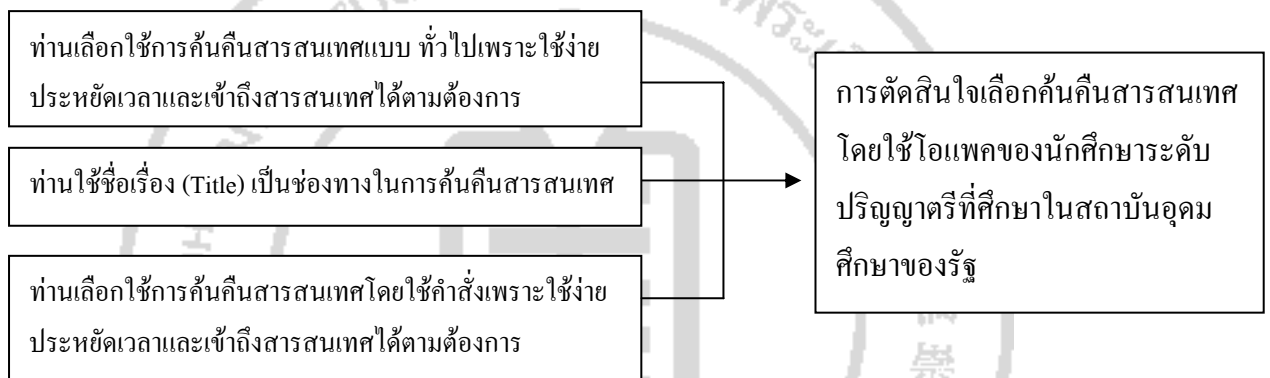 ท่านเลือกใช้การค้นคืนสารสนเทศแบบ ทั่วไปเพราะใช้ง่าย
ประหยัดเวลาและเข้าถึงสารสนเทศได้ตามต้องการ
ท่านใช้ชื่อเรื่อง (Title) เป็นช่องทางในการค้นคืนสารสนเทศ
ท่านเลือกใช้การค้นคืนสารสนเทศโดยใช้คำสั่งเพราะใช้ง่าย
ประหยัดเวลาและเข้าถึงสารสนเทศได้ตามต้องการ
การตัดสินใจเลือกค้นคืนสารสนเทศ
โดยใช้โอแพคของนักศึกษาระดับ
ปริญญาตรีที่ศึกษาในสถาบันอุดม
ศึกษาของรัฐ